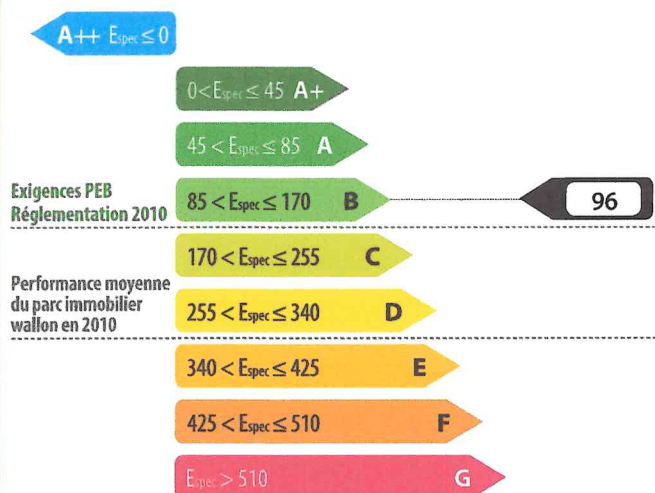 A++ Espec ≤ 0
0 < Espec ≤ 45 A+
45 < Espec ≤ 85 A
Exigences PEB
Réglementation 2010
85 < Espec ≤ 170 B
96
170 < Espec ≤ 255 C
Performance moyenne
du parc immobilier
wallon en 2010
255 < Espec ≤ 340 D
340 < Espec ≤ 425 E
425 < Espec ≤ 510 F
Espec > 510 G